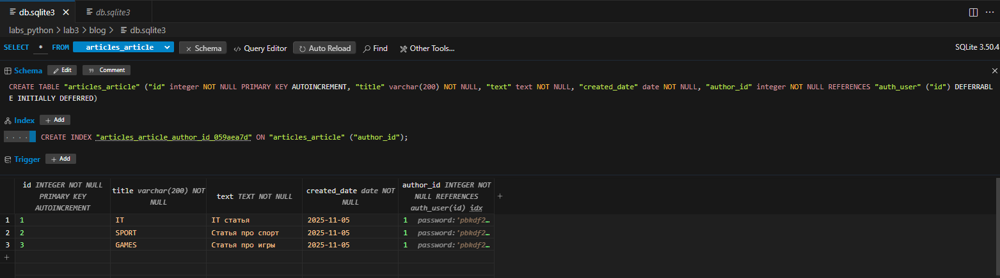 db.sqlite3 db.sqlite3
labs_python > lab3 > blog > db.sqlite3
SELECT * FROM articles_article Schema Query Editor Auto Reload Find Other Tools... SQLite 3.50.4
Schema Edit Comment
CREATE TABLE "articles_article" ("id" integer NOT NULL PRIMARY KEY AUTOINCREMENT, "title" varchar(200) NOT NULL, "text" text NOT NULL, "created_date" date NOT NULL, "author_id" integer NOT NULL REFERENCES "auth_user" ("id") DEFERRABL
E INITIALLY DEFERRED)
Index + Add
CREATE INDEX "articles_article_author_id_059aea7d" ON "articles_article" ("author_id");
Trigger + Add
id INTEGER NOT NULL PRIMARY KEY AUTOINCREMENT
title varchar(200) NOT NULL
text TEXT NOT NULL
created_date date NOT NULL
author_id INTEGER NOT NULL REFERENCES auth_user(id) idx
+
1 1 IT IT статья 2025-11-05 1 password:'pbkdf2…
2 2 SPORT Статья про спорт 2025-11-05 1 password:'pbkdf2…
3 3 GAMES Статья про игры 2025-11-05 1 password:'pbkdf2…
+